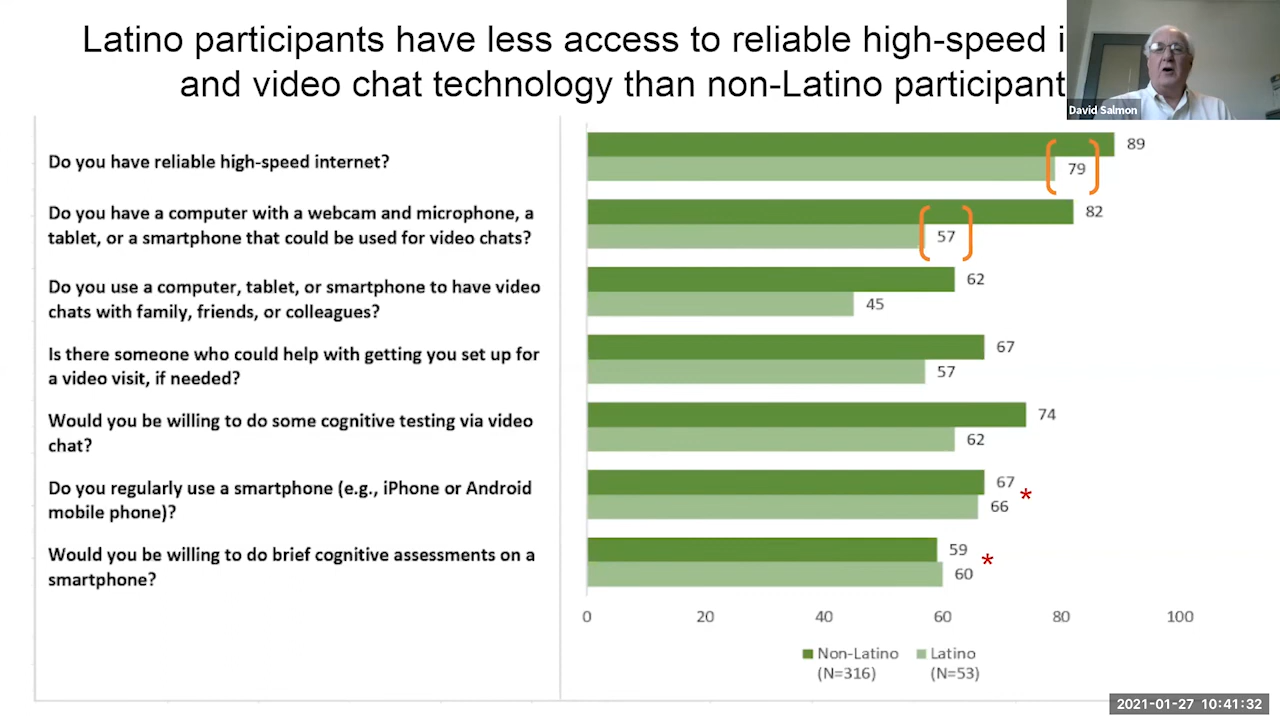 Latino participants have less access to reliable high-speed i
and video chat technology than non-Latino participant
David Salmon
Do you have reliable high-speed internet?
89
79
Do you have a computer with a webcam and microphone, a
tablet, or a smartphone that could be used for video chats?
82
57
Do you use a computer, tablet, or smartphone to have video
chats with family, friends, or colleagues?
62
45
Is there someone who could help with getting you set up for
a video visit, if needed?
67
57
Would you be willing to do some cognitive testing via video
chat?
74
62
Do you regularly use a smartphone (e.g., iPhone or Android
mobile phone)?
67
66
*
Would you be willing to do brief cognitive assessments on a
smartphone?
59
60
*
0 20 40 60 80 100
Non-Latino Latino
(N=316) (N=53)
2021-01-27 10:41:32